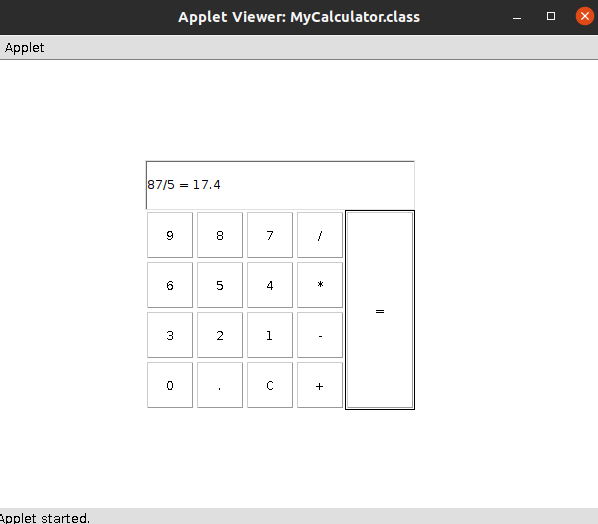 Applet Viewer: MyCalculator.class
Applet
87/5 = 17.4
9 8 7 /
6 5 4 *
=
3 2 1 -
0 . C +
Applet started.